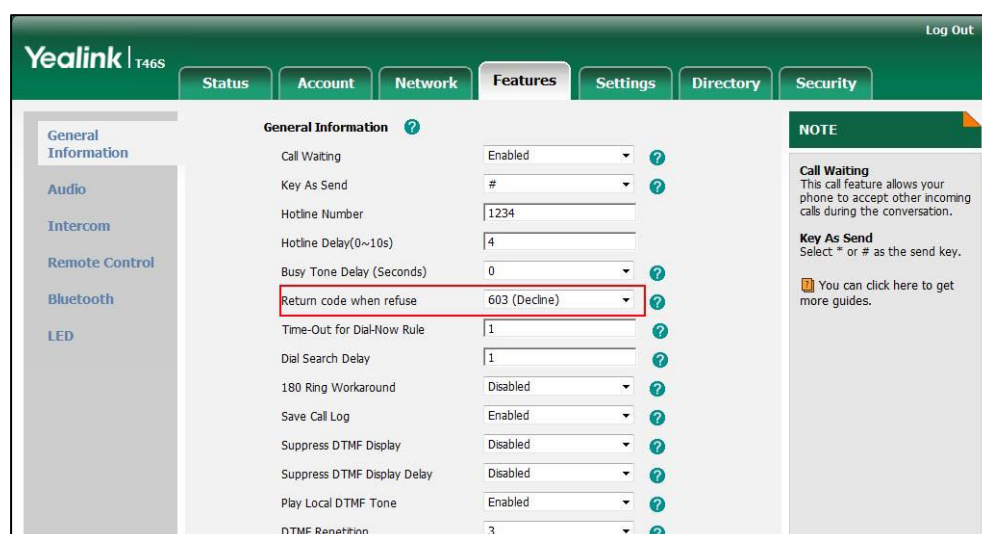 Log Out
Yealink T46S
Status Account Network Features Settings Directory Security
General Information
Audio
Intercom
Remote Control
Bluetooth
LED
General Information
Call Waiting Enabled
Key As Send #
Hotline Number 1234
Hotline Delay(0~10s) 4
Busy Tone Delay (Seconds) 0
Return code when refuse 603 (Decline)
Time-Out for Dial-Now Rule 1
Dial Search Delay 1
180 Ring Workaround Disabled
Save Call Log Enabled
Suppress DTMF Display Disabled
Suppress DTMF Display Delay Disabled
Play Local DTMF Tone Enabled
DTMF Repetition 3
NOTE
Call Waiting
This call feature allows your
phone to accept other incoming
calls during the conversation.
Key As Send
Select * or # as the send key.
You can click here to get
more guides.